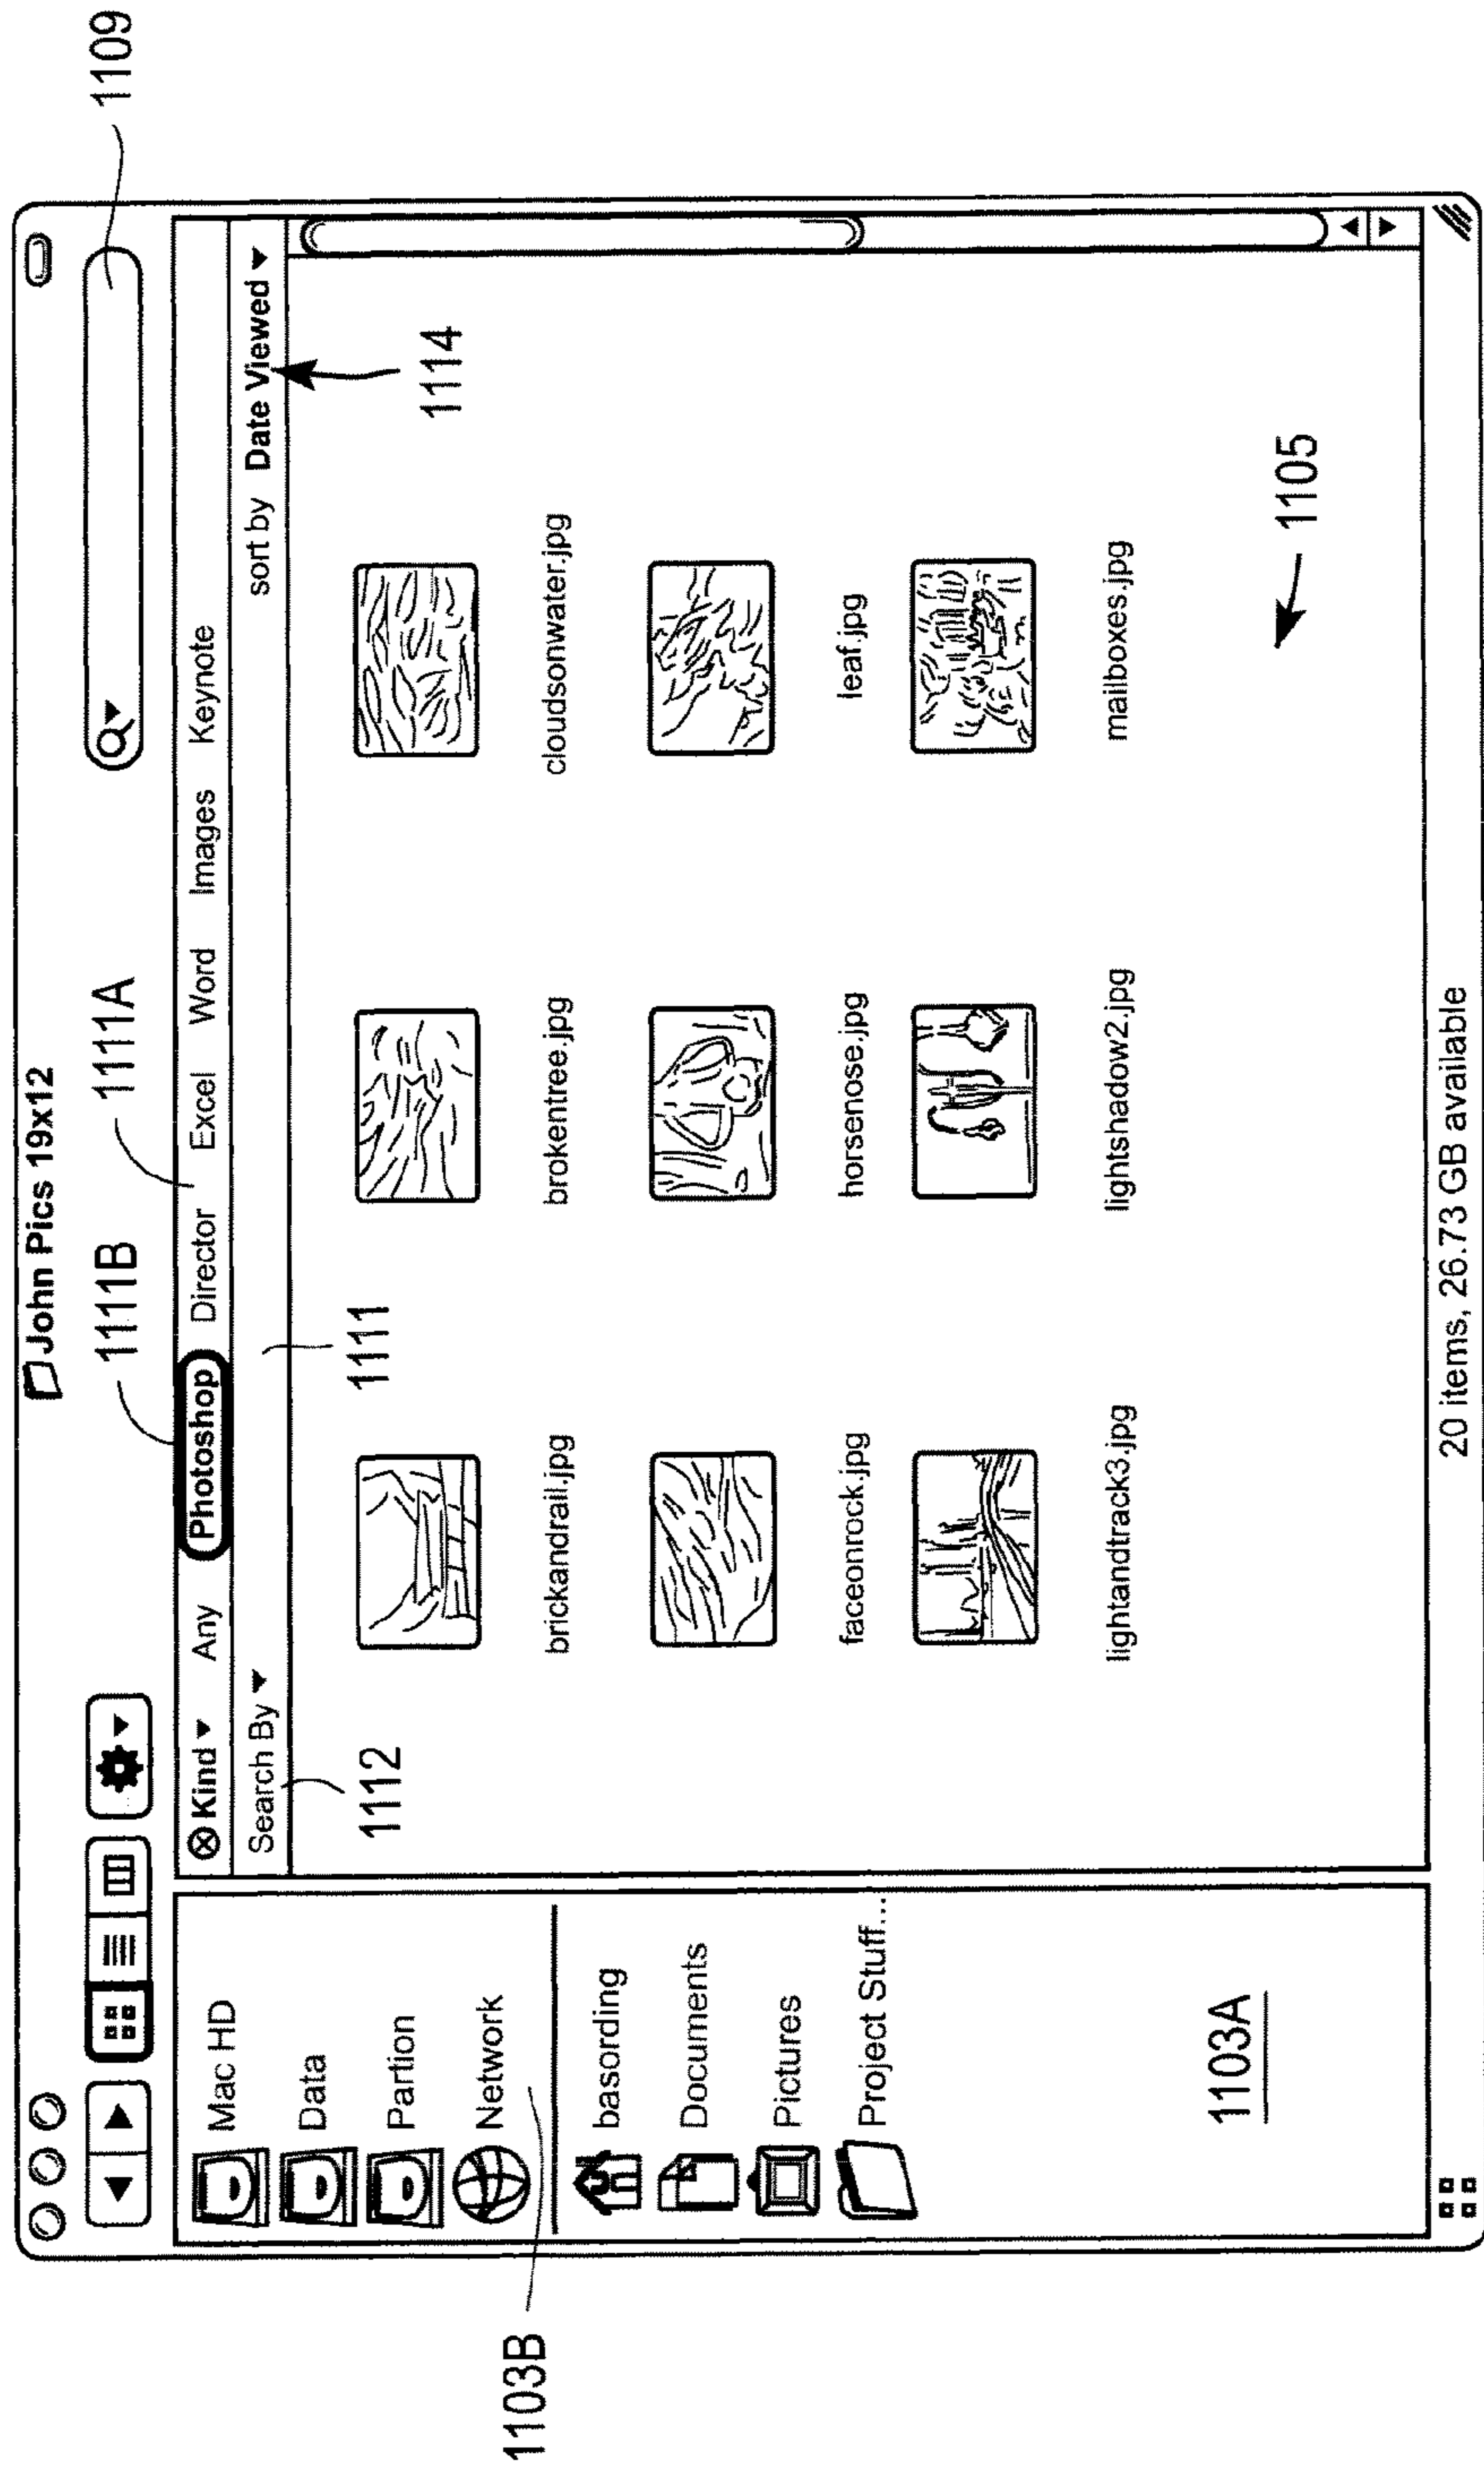 John Pics 19x12
1111B
1111A
1109
Kind Any Photoshop Director Excel Word Images Keynote
Search By
sort by Date Viewed
1112
1111
1114
Mac HD
Data
Partion
Network
1103B
basording
Documents
Pictures
Project Stuff...
1103A
brickandrail.jpg
brokentree.jpg
cloudsonwater.jpg
faceonrock.jpg
horsenose.jpg
leaf.jpg
lightandtrack3.jpg
lightshadow2.jpg
mailboxes.jpg
1105
20 items, 26.73 GB available